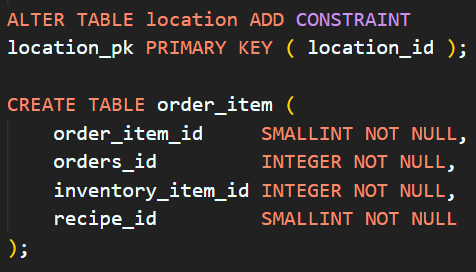 ALTER TABLE location ADD CONSTRAINT
location_pk PRIMARY KEY ( location_id );
CREATE TABLE order_item (
order_item_id SMALLINT NOT NULL,
orders_id INTEGER NOT NULL,
inventory_item_id INTEGER NOT NULL,
recipe_id SMALLINT NOT NULL
);